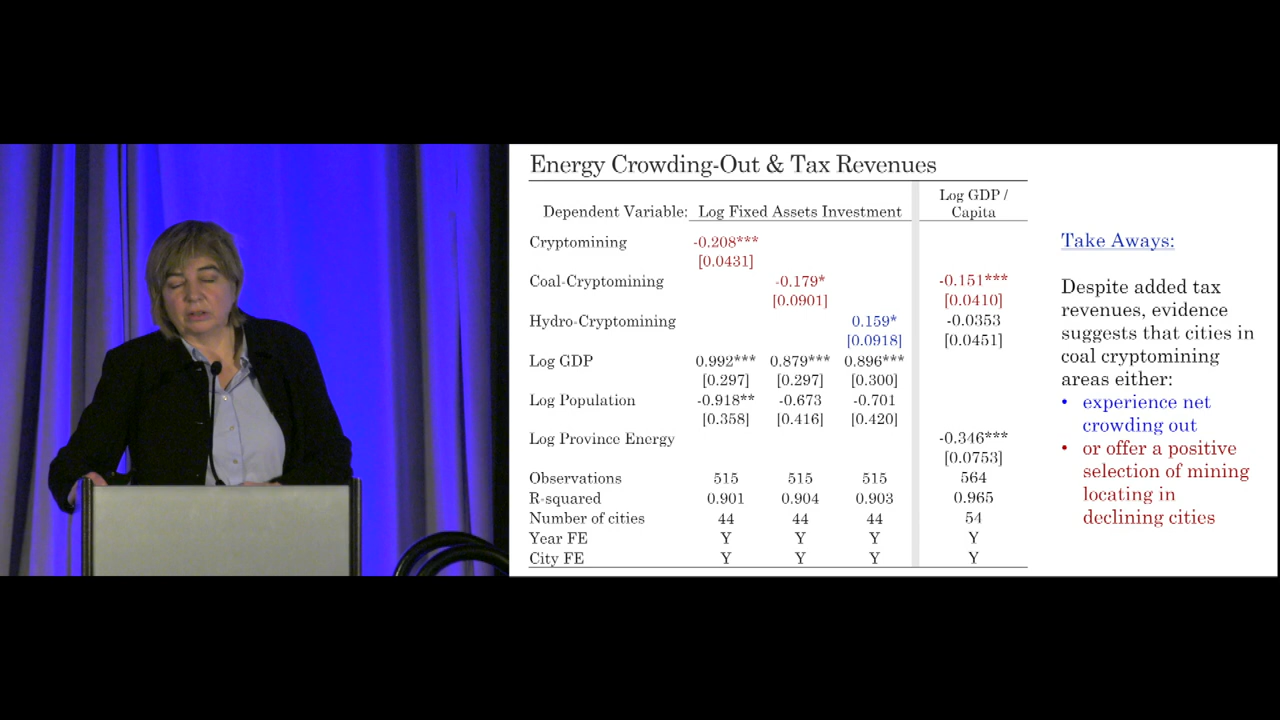 Energy Crowding-Out & Tax Revenues
Dependent Variable: Log Fixed Assets Investment Log GDP / Capita
Cryptomining -0.208***
[0.0431]
Coal-Cryptomining -0.179* -0.151***
[0.0901] [0.0410]
Hydro-Cryptomining 0.159* -0.0353
[0.0918] [0.0451]
Log GDP 0.992*** 0.879*** 0.896***
[0.297] [0.297] [0.300]
Log Population -0.918** -0.673 -0.701
[0.358] [0.416] [0.420]
Log Province Energy -0.346***
[0.0753]
Observations 515 515 515 564
R-squared 0.901 0.904 0.903 0.965
Number of cities 44 44 44 54
Year FE Y Y Y Y
City FE Y Y Y Y
Take Aways:
Despite added tax
revenues, evidence
suggests that cities in
coal cryptomining
areas either:
• experience net
crowding out
• or offer a positive
selection of mining
locating in
declining cities